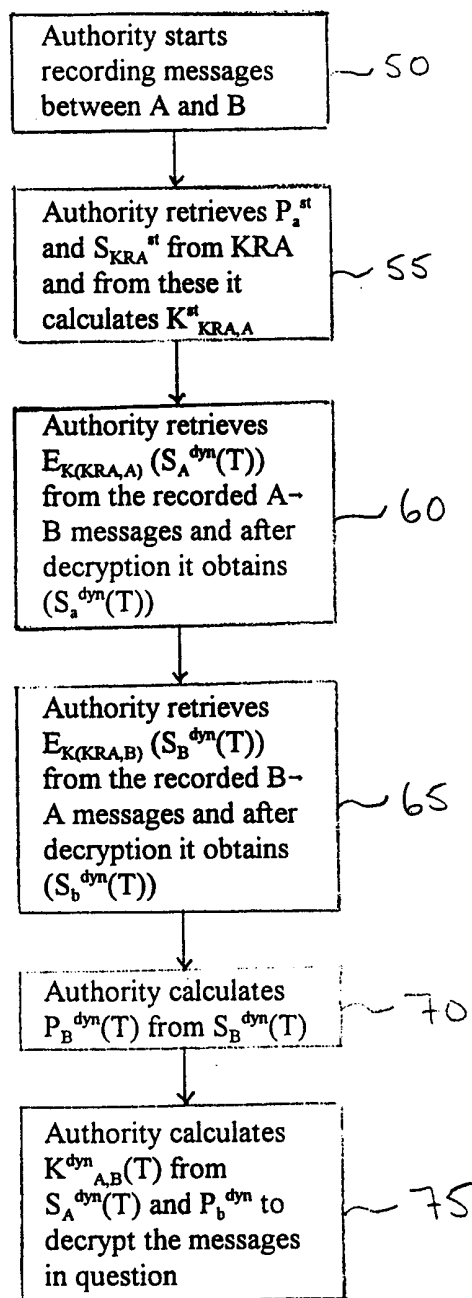 Authority starts
recording messages
between A and B
50
Authority retrieves P_a^st
and S_KRA^st from KRA
and from these it
calculates K^st_KRA,A
55
Authority retrieves
E_K(KRA,A) (S_A^dyn(T))
from the recorded A→
B messages and after
decryption it obtains
(S_a^dyn(T))
60
Authority retrieves
E_K(KRA,B) (S_B^dyn(T))
from the recorded B→
A messages and after
decryption it obtains
(S_b^dyn(T))
65
Authority calculates
P_B^dyn(T) from S_B^dyn(T)
70
Authority calculates
K^dyn_A,B(T) from
S_A^dyn(T) and P_b^dyn to
decrypt the messages
in question
75